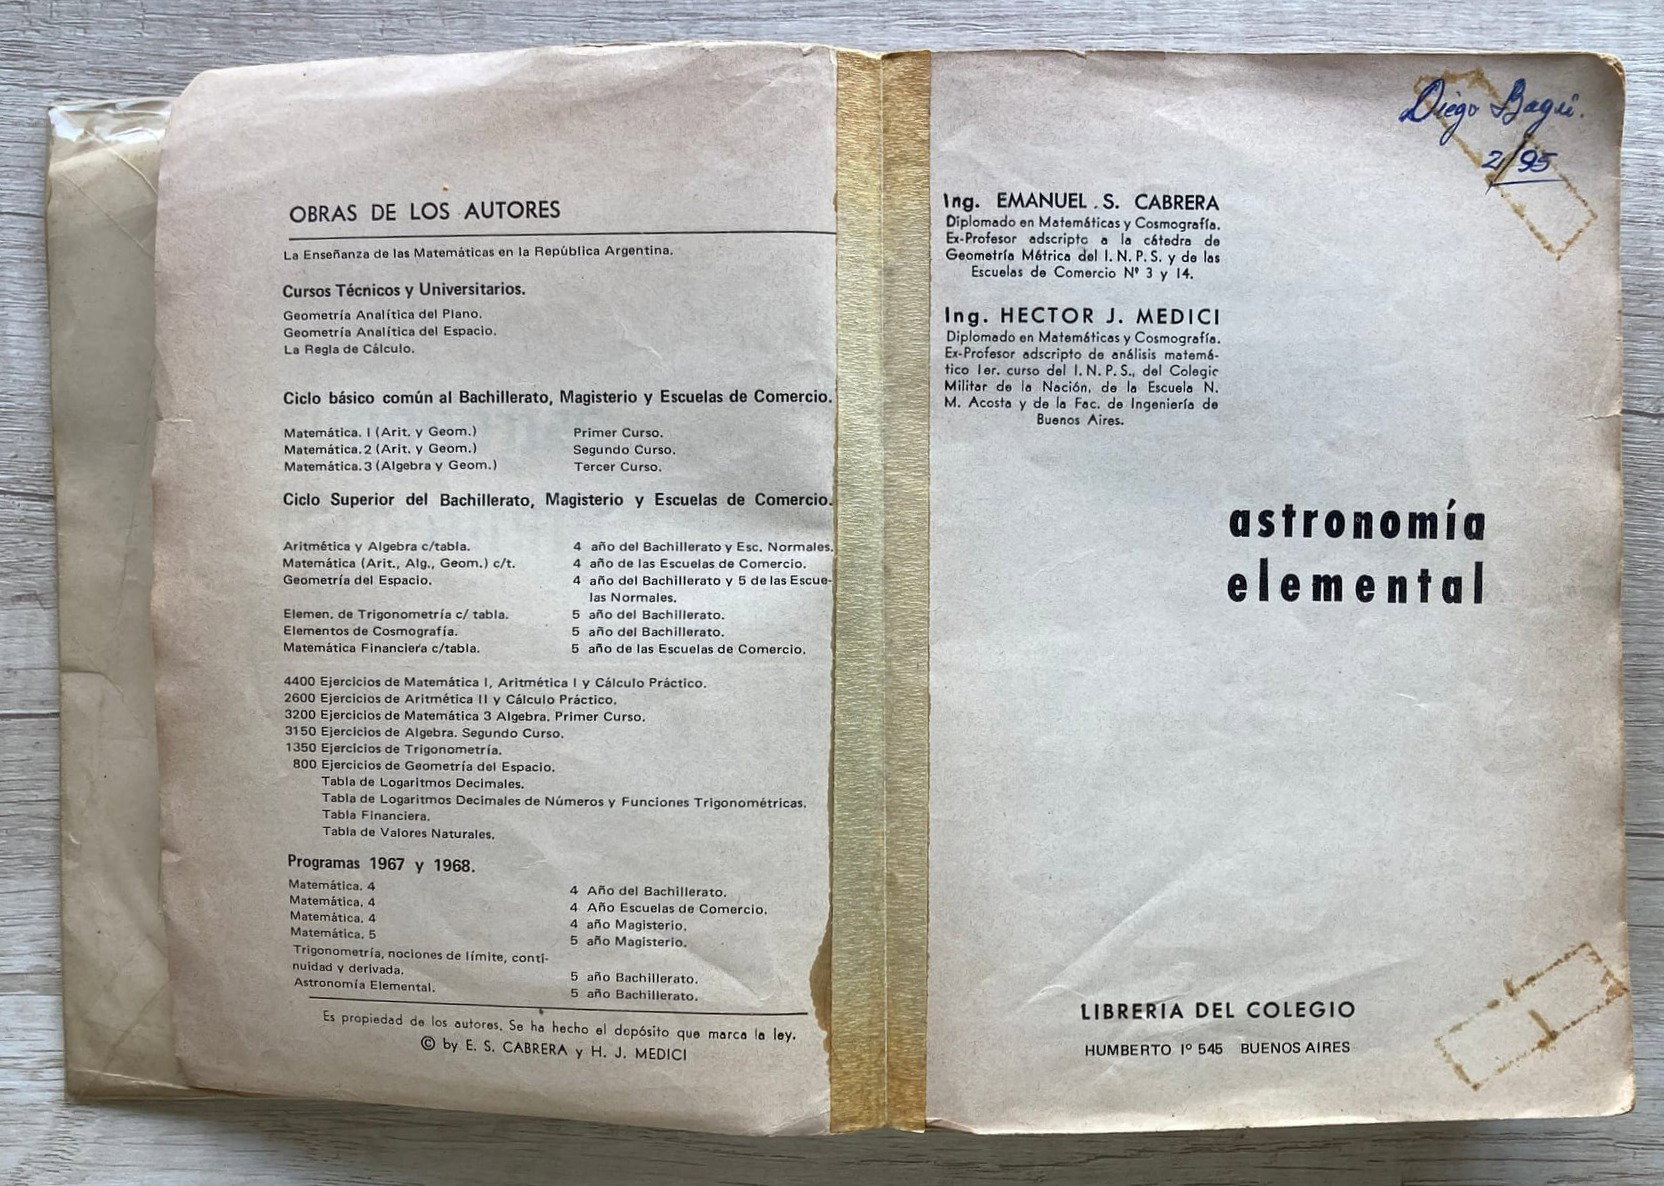 OBRAS DE LOS AUTORES
La Enseñanza de las Matemáticas en la República Argentina.
Cursos Técnicos y Universitarios.
Geometría Analítica del Plano.
Geometría Analítica del Espacio.
La Regla de Cálculo.
Ciclo básico común al Bachillerato, Magisterio y Escuelas de Comercio.
Matemática. 1 (Arit. y Geom.) Primer Curso.
Matemática. 2 (Arit. y Geom.) Segundo Curso.
Matemática. 3 (Algebra y Geom.) Tercer Curso.
Ciclo Superior del Bachillerato, Magisterio y Escuelas de Comercio.
Aritmética y Algebra c/tabla. 4 año del Bachillerato y Esc. Normales.
Matemática (Arit., Alg., Geom.) c/t. 4 año de las Escuelas de Comercio.
Geometría del Espacio. 4 año del Bachillerato y 5 de las Escue-
las Normales.
Elemen. de Trigonometría c/ tabla. 5 año del Bachillerato.
Elementos de Cosmografía. 5 año del Bachillerato.
Matemática Financiera c/tabla. 5 año de las Escuelas de Comercio.
4400 Ejercicios de Matemática I, Aritmética I y Cálculo Práctico.
2600 Ejercicios de Aritmética II y Cálculo Práctico.
3200 Ejercicios de Matemática 3 Algebra. Primer Curso.
3150 Ejercicios de Algebra. Segundo Curso.
1350 Ejercicios de Trigonometría.
800 Ejercicios de Geometría del Espacio.
Tabla de Logaritmos Decimales.
Tabla de Logaritmos Decimales de Números y Funciones Trigonométricas.
Tabla Financiera.
Tabla de Valores Naturales.
Programas 1967 y 1968.
Matemática. 4 4 Año del Bachillerato.
Matemática. 4 4 Año Escuelas de Comercio.
Matemática. 4 4 año Magisterio.
Matemática. 5 5 año Magisterio.
Trigonometría, nociones de límite, conti-
nuidad y derivada. 5 año Bachillerato.
Astronomía Elemental. 5 año Bachillerato.
Es propiedad de los autores. Se ha hecho el depósito que marca la ley.
© by E. S. CABRERA y H. J. MEDICI
Diego
2/95
Ing. EMANUEL S. CABRERA
Diplomado en Matemáticas y Cosmografía.
Ex-Profesor adscripto a la cátedra de
Geometría Métrica del I. N. P. S. y de las
Escuelas de Comercio Nº 3 y 14.
Ing. HECTOR J. MEDICI
Diplomado en Matemáticas y Cosmografía.
Ex-Profesor adscripto de análisis matemá-
tico 1er. curso del I. N. P. S., del Colegio
Militar de la Nación, de la Escuela N.
M. Acosta y de la Fac. de Ingeniería de
Buenos Aires.
astronomía
elemental
LIBRERIA DEL COLEGIO
HUMBERTO Iº 545 BUENOS AIRES